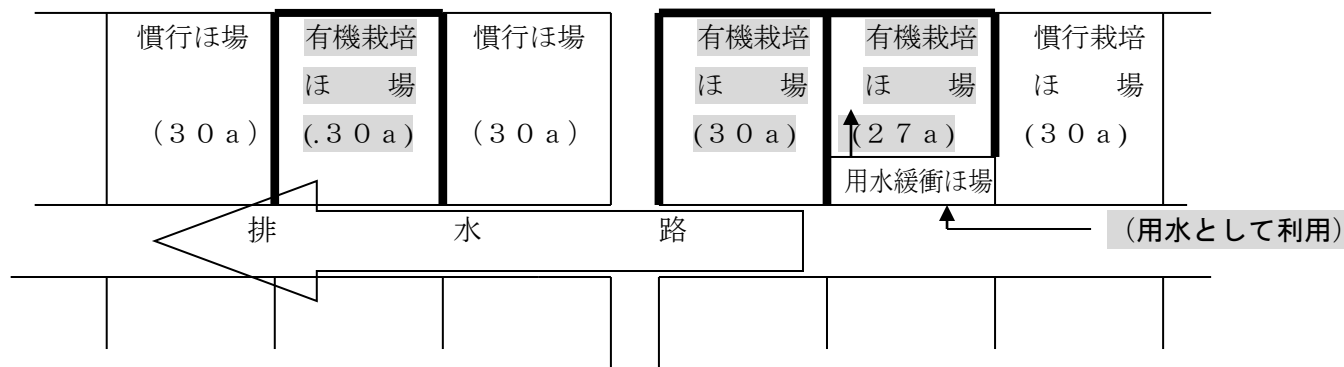 慣行ほ場 有機栽培 慣行ほ場 有機栽培 有機栽培 慣行栽培
ほ　場 ほ　場 ほ　場 ほ　場
（３０ａ） (.３０ａ) （３０ａ） (３０ａ) (２７ａ) (３０ａ)
用水緩衝ほ場
排　水　路 （用水として利用）